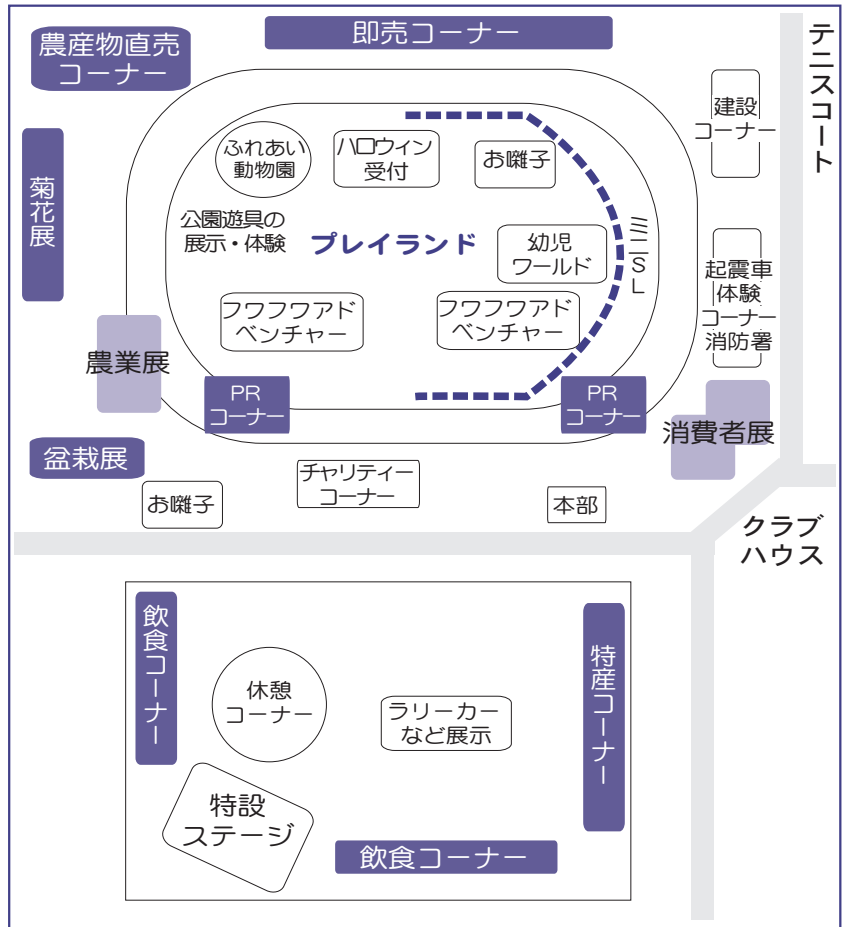 農産物直売
コーナー
即売コーナー
テニスコート
建設
コーナー
ふれあい
動物園
ハロウィン
受付
お囃子
菊花展
公園遊具の
展示・体験
プレイランド
幼児
ワールド
ミニSL
起震車
体験
コーナー
消防署
フワフワアド
ベンチャー
フワフワアド
ベンチャー
農業展
PR
コーナー
PR
コーナー
消費者展
盆栽展
チャリティー
コーナー
お囃子
本部
クラブ
ハウス
飲食コーナー
特産コーナー
休憩
コーナー
ラリーカー
など展示
特設
ステージ
飲食コーナー